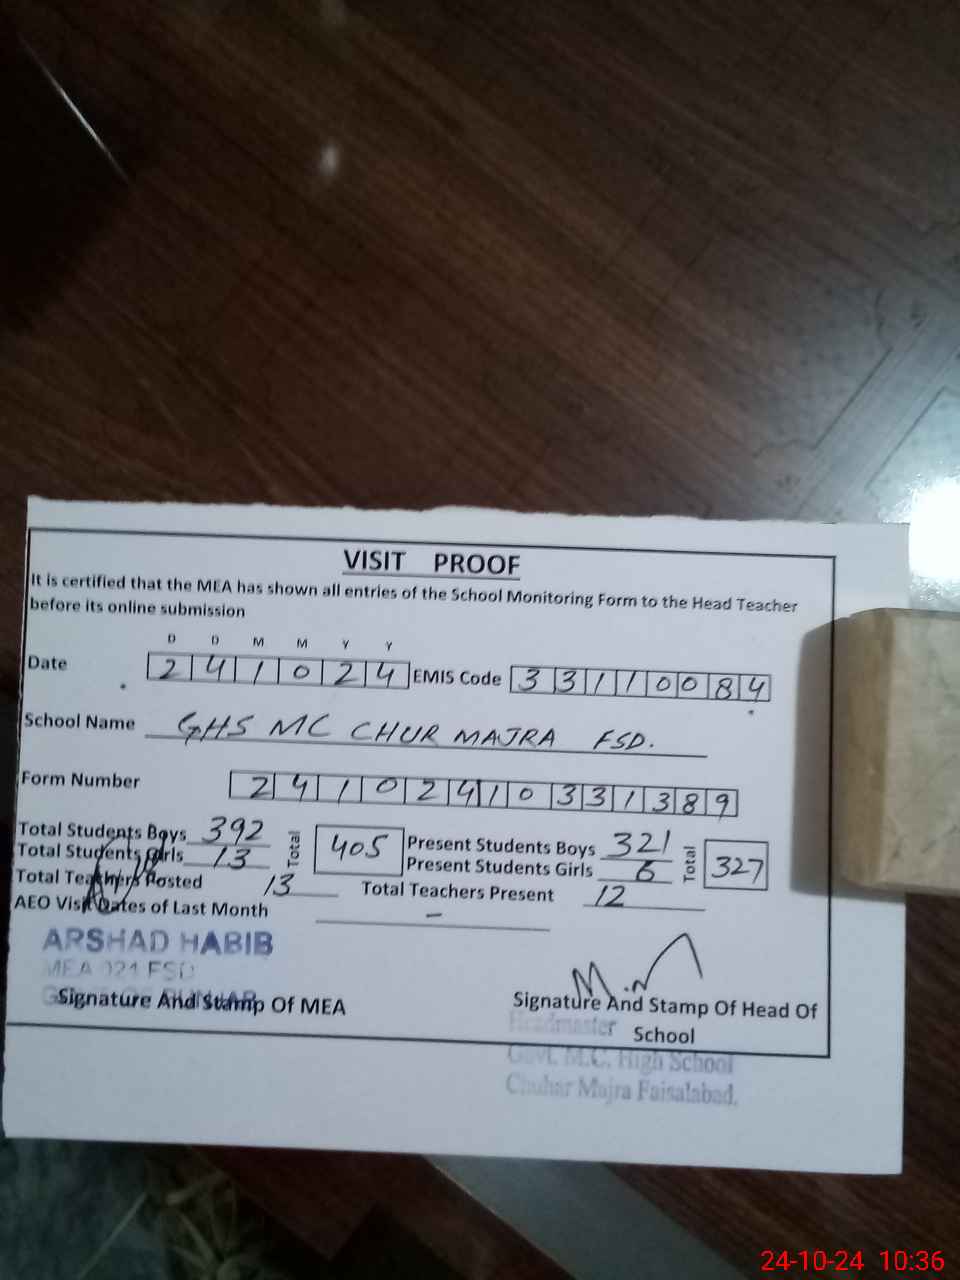 VISIT PROOF
It is certified that the MEA has shown all entries of the School Monitoring Form to the Head Teacher
before its online submission
D D M M Y Y
Date 2 4 1 0 2 4 EMIS Code 3 3 1 1 0 0 8 4
School Name GHS MC CHUR MAJRA FSD.
Form Number 2 4 1 0 2 4 1 0 3 3 1 3 8 9
Total Students Boys 392 Total 405 Present Students Boys 321 Total 327
Total Students Girls 13 Present Students Girls 6
Total Teachers Posted 13 Total Teachers Present 12
AEO Visit Dates of Last Month –
ARSHAD HABIB
MEA 021 FSD
Signature And Stamp Of MEA
Signature And Stamp Of Head Of
School
Headmaster
Govt. M.C. High School
Chuhar Majra Faisalabad.
24-10-24 10:36